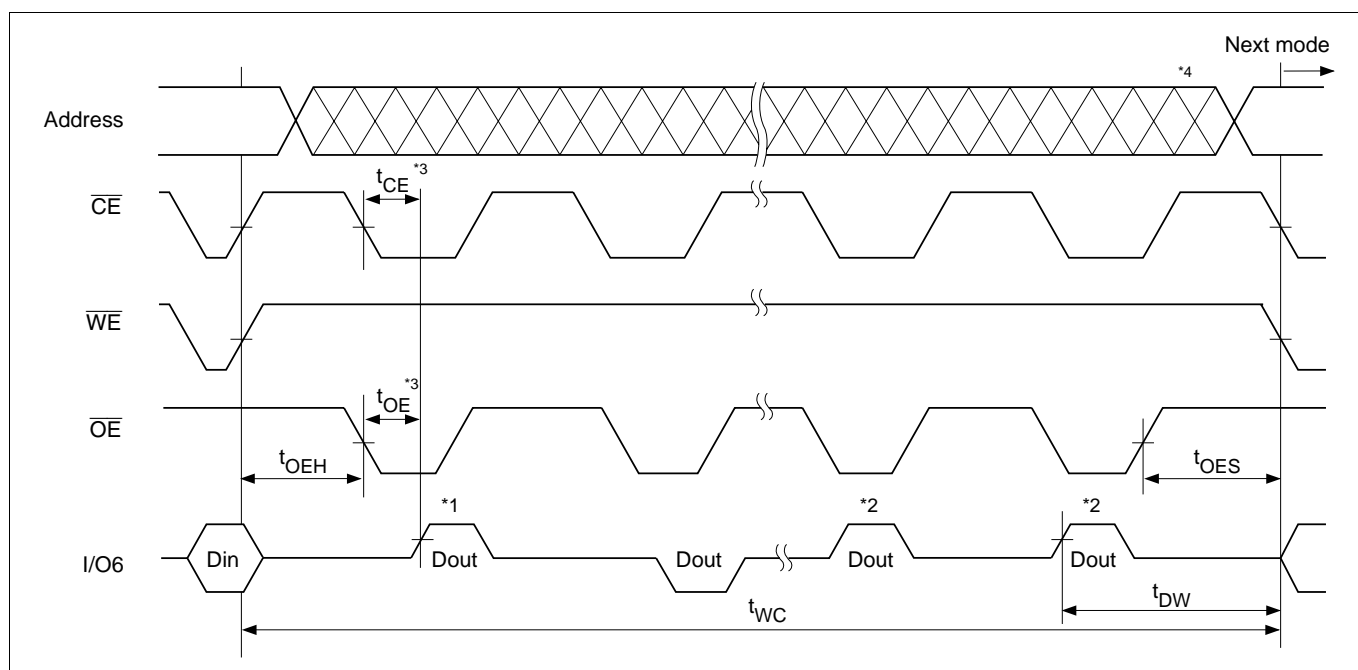 Next mode
*4
Address
tCE *3
CE
WE
tOE *3
OE
tOEH
tOES
*1
*2
*2
I/O6
Din
Dout
Dout
Dout
Dout
tWC
tDW